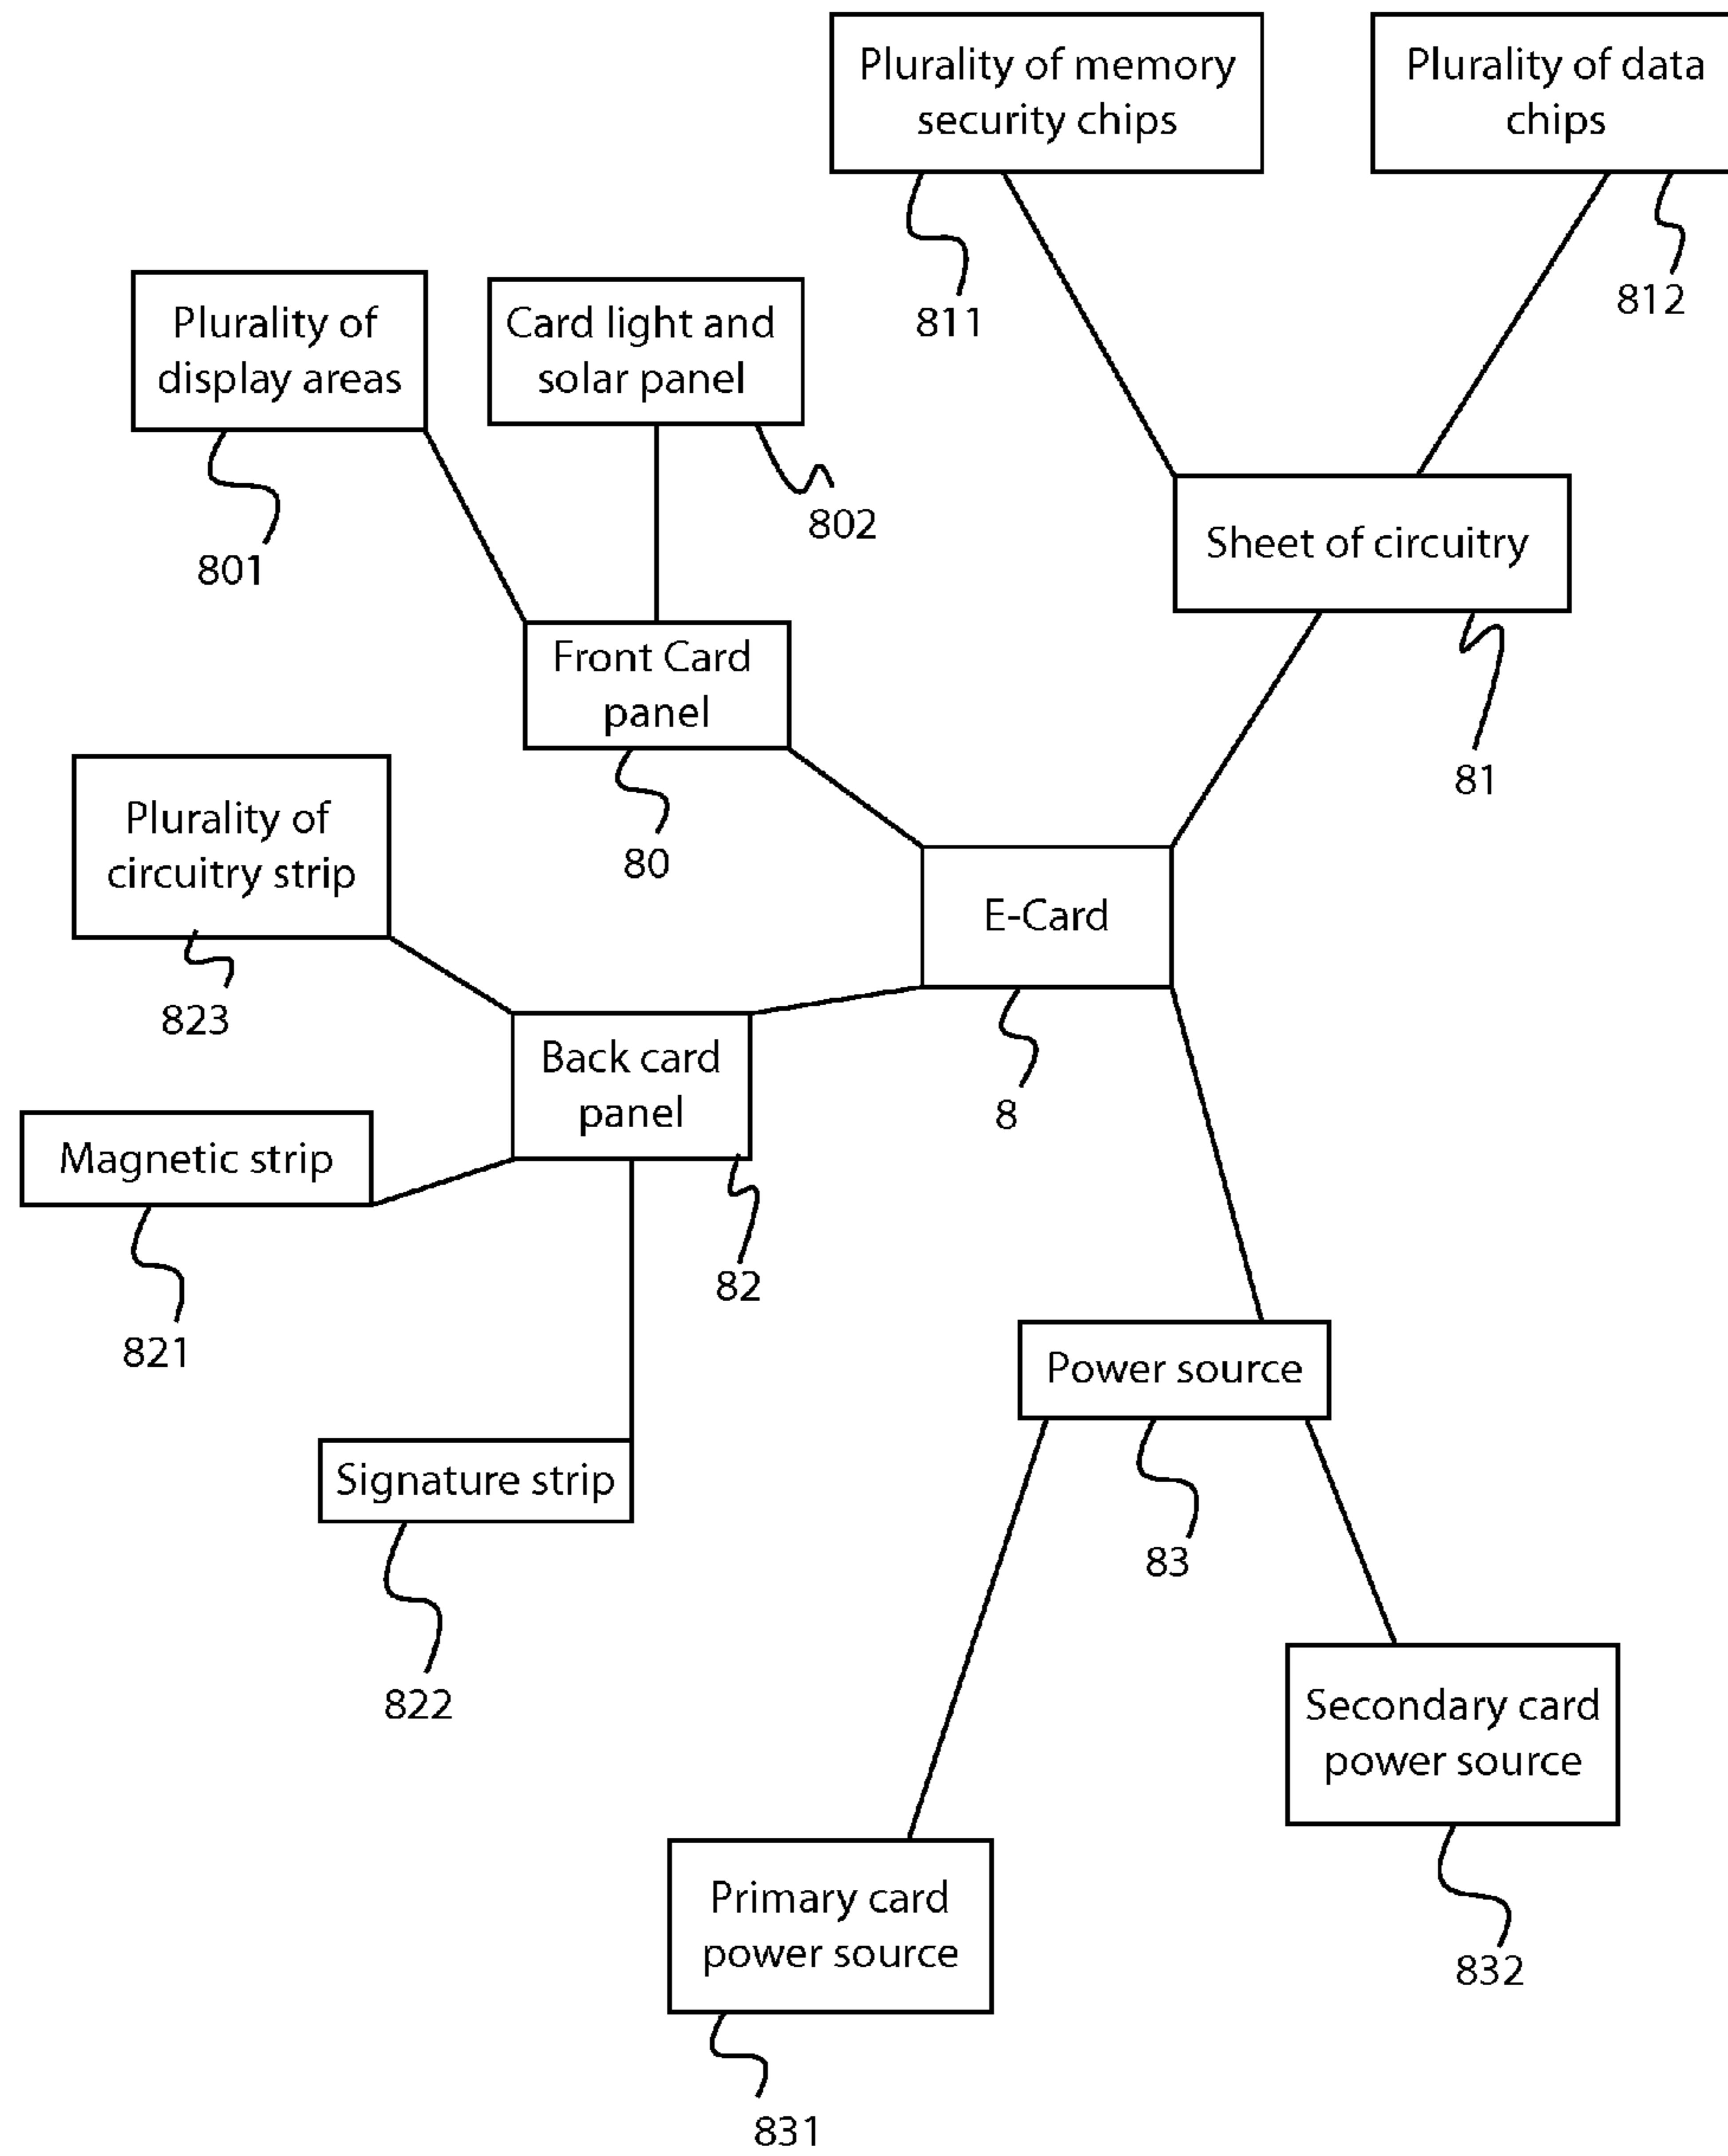 Plurality of memory
security chips
Plurality of data
chips
811
812
Plurality of
display areas
Card light and
solar panel
801
802
Sheet of circuitry
81
Front Card
panel
80
Plurality of
circuitry strip
823
E-Card
8
Back card
panel
82
Magnetic strip
821
Signature strip
822
Power source
83
Secondary card
power source
832
Primary card
power source
831